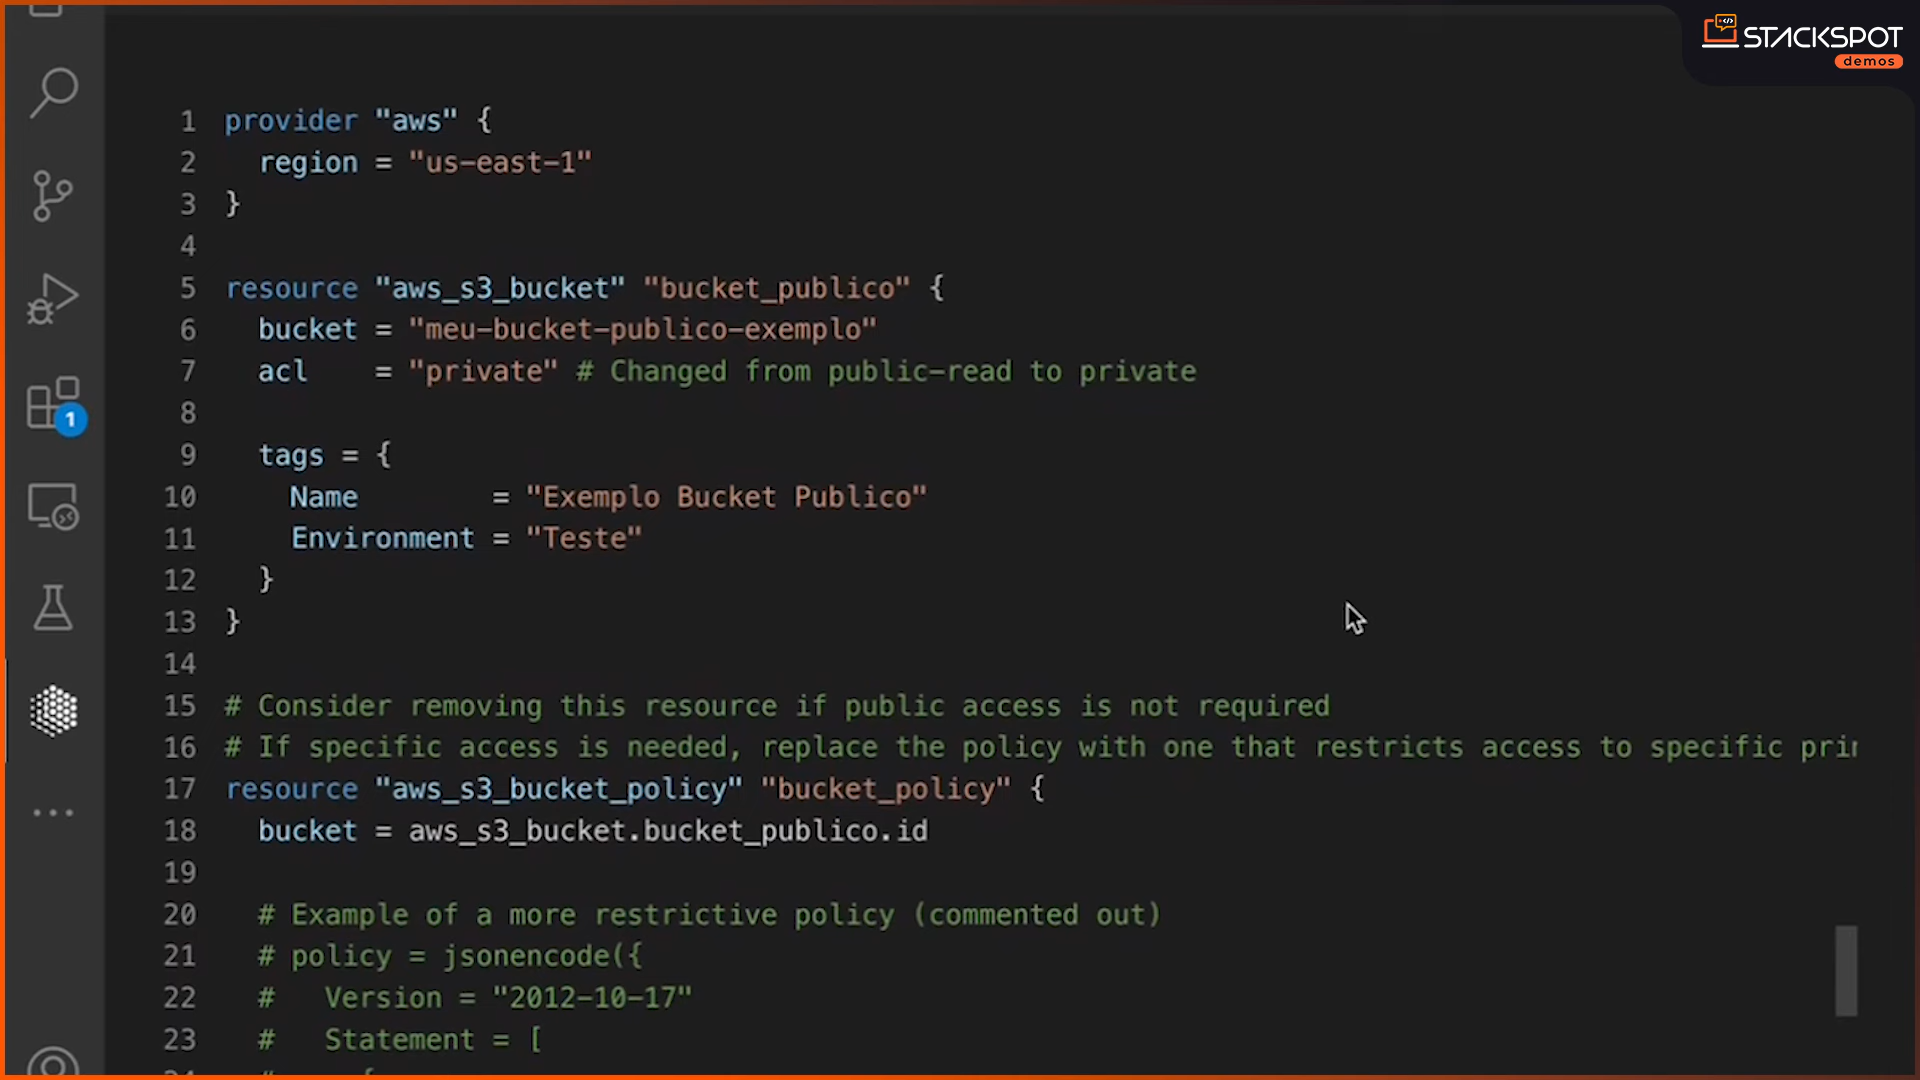 STACKSPOT
demos
1 provider "aws" {
2 region = "us-east-1"
3 }
4
5 resource "aws_s3_bucket" "bucket_publico" {
6 bucket = "meu-bucket-publico-exemplo"
7 acl = "private" # Changed from public-read to private
8
9 tags = {
10 Name = "Exemplo Bucket Publico"
11 Environment = "Teste"
12 }
13 }
14
15 # Consider removing this resource if public access is not required
16 # If specific access is needed, replace the policy with one that restricts access to specific
17 resource "aws_s3_bucket_policy" "bucket_policy" {
18 bucket = aws_s3_bucket.bucket_publico.id
19
20 # Example of a more restrictive policy (commented out)
21 # policy = jsonencode({
22 # Version = "2012-10-17"
23 # Statement = [
1